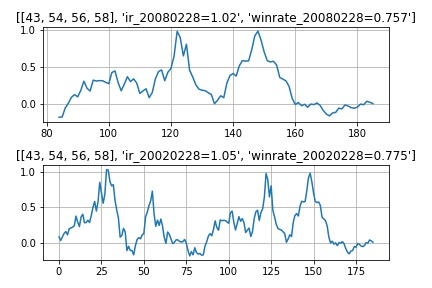 [[43, 54, 56, 58], 'ir_20080228=1.02', 'winrate_20080228=0.757']
1.0
0.5
0.0
80 100 120 140 160 180
[[43, 54, 56, 58], 'ir_20020228=1.05', 'winrate_20020228=0.775']
1.0
0.5
0.0
0 25 50 75 100 125 150 175